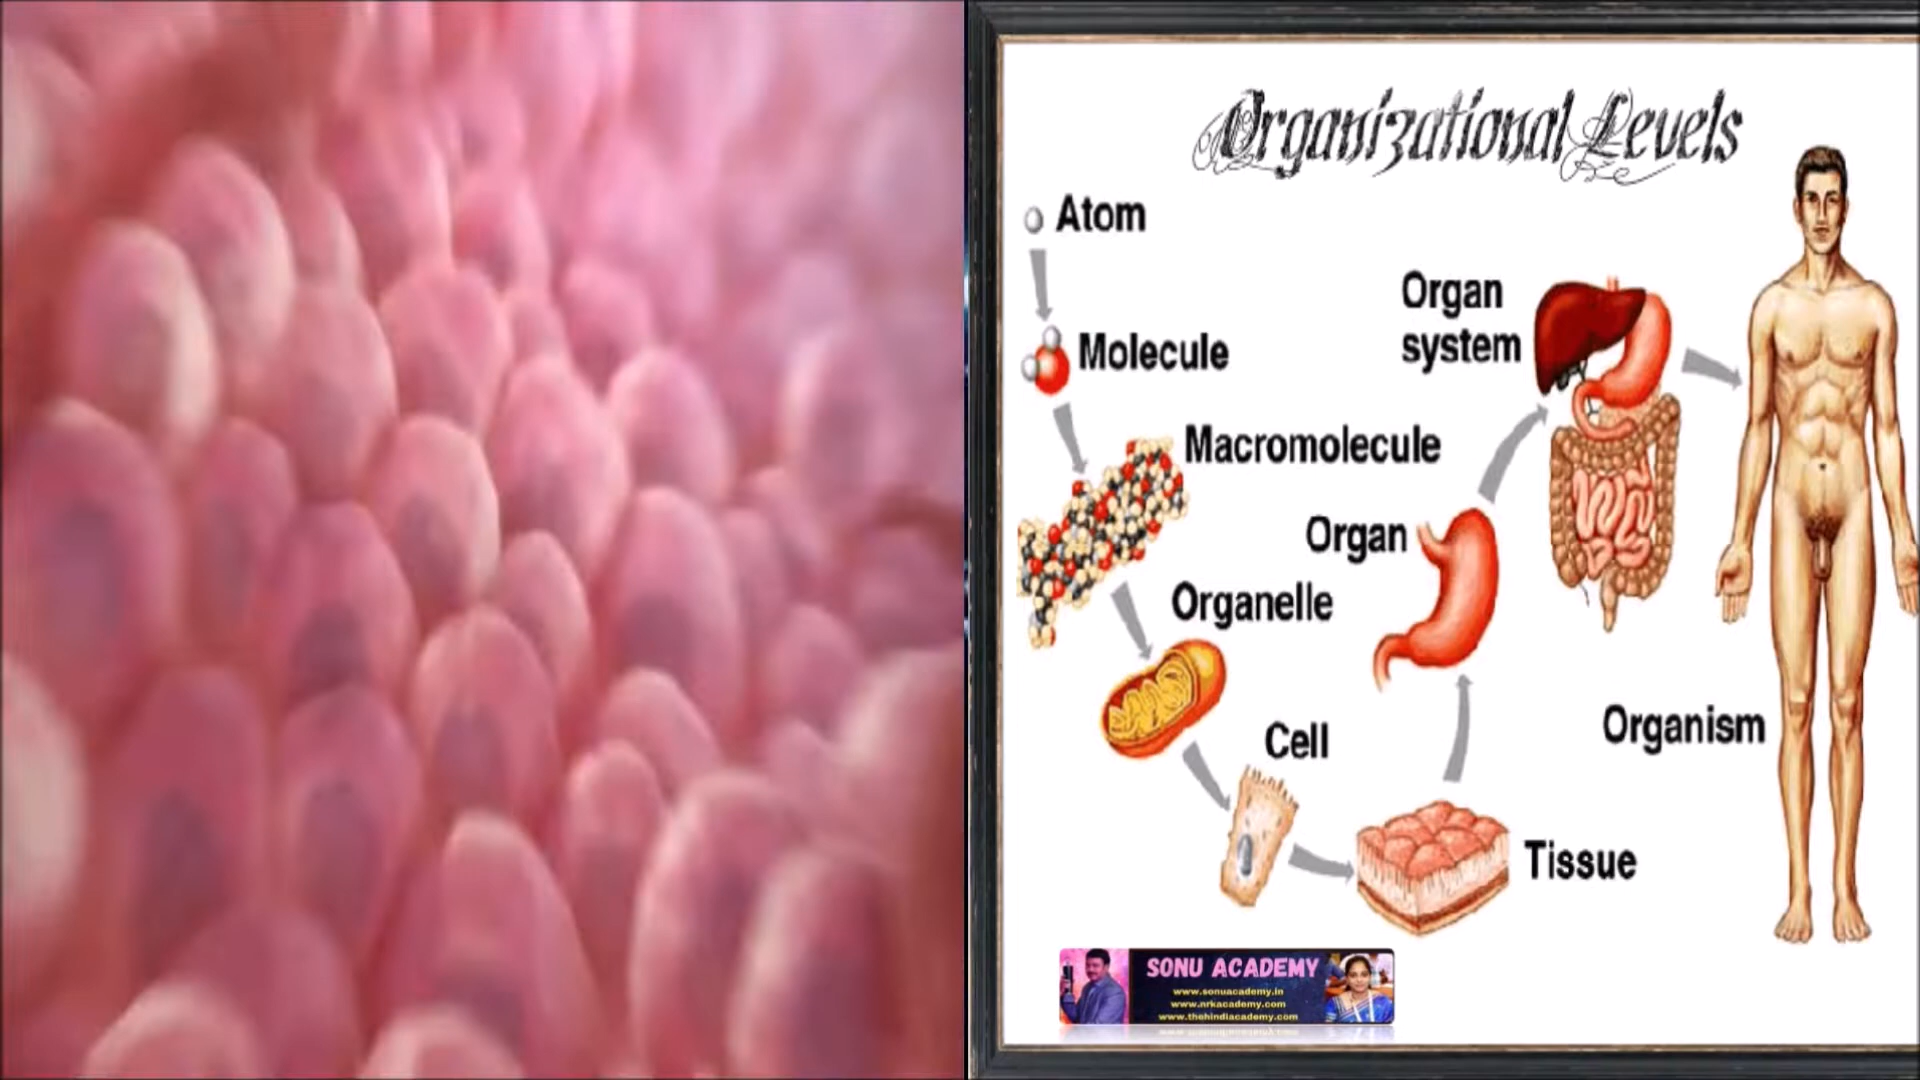 Organizational Levels
Atom
Molecule
Macromolecule
Organelle
Cell
Tissue
Organ
Organ
system
Organism
SONU ACADEMY
www.sonuacademy.in
www.nrkacademy.com
www.thehindiacademy.com